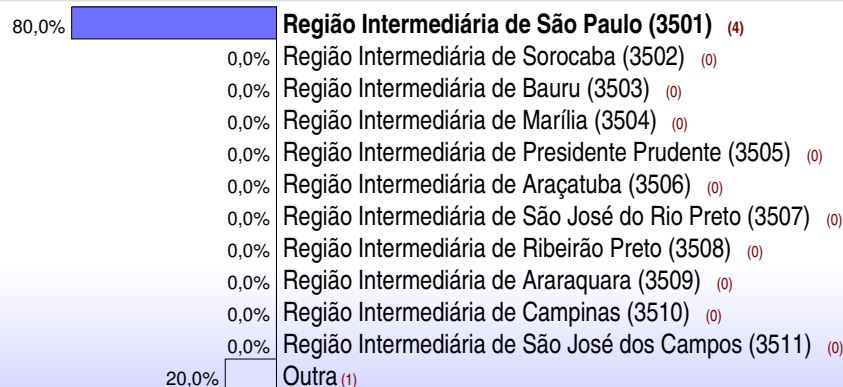 80,0% Região Intermediária de São Paulo (3501) (4)
0,0% Região Intermediária de Sorocaba (3502) (0)
0,0% Região Intermediária de Bauru (3503) (0)
0,0% Região Intermediária de Marília (3504) (0)
0,0% Região Intermediária de Presidente Prudente (3505) (0)
0,0% Região Intermediária de Araçatuba (3506) (0)
0,0% Região Intermediária de São José do Rio Preto (3507) (0)
0,0% Região Intermediária de Ribeirão Preto (3508) (0)
0,0% Região Intermediária de Araraquara (3509) (0)
0,0% Região Intermediária de Campinas (3510) (0)
0,0% Região Intermediária de São José dos Campos (3511) (0)
20,0% Outra (1)